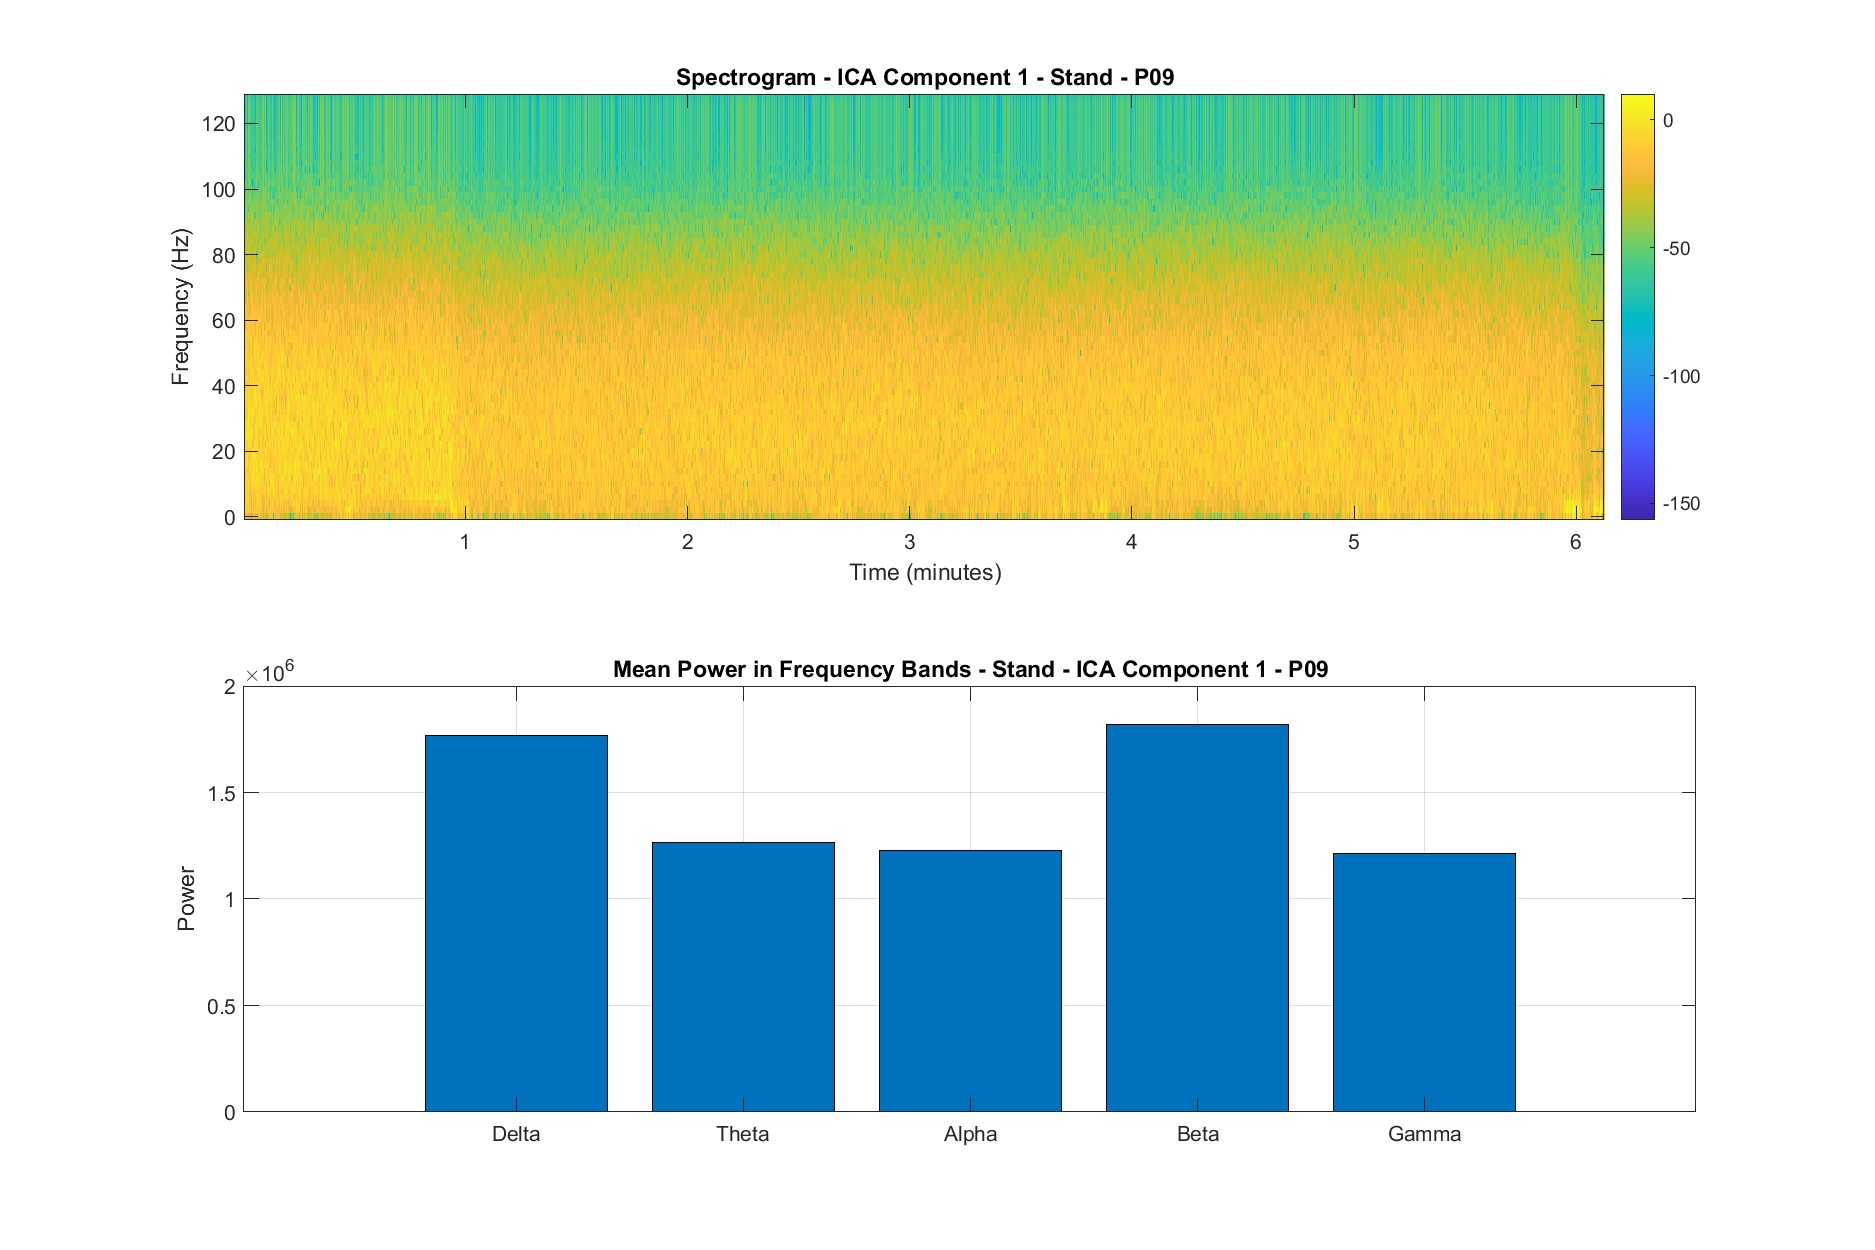 Spectrogram - ICA Component 1 - Stand - P09
120
100
80
60
40
20
0
Frequency (Hz)
1 2 3 4 5 6
Time (minutes)
0
-50
-100
-150
Mean Power in Frequency Bands - Stand - ICA Component 1 - P09
×10⁶
2
1.5
1
0.5
0
Power
Delta Theta Alpha Beta Gamma